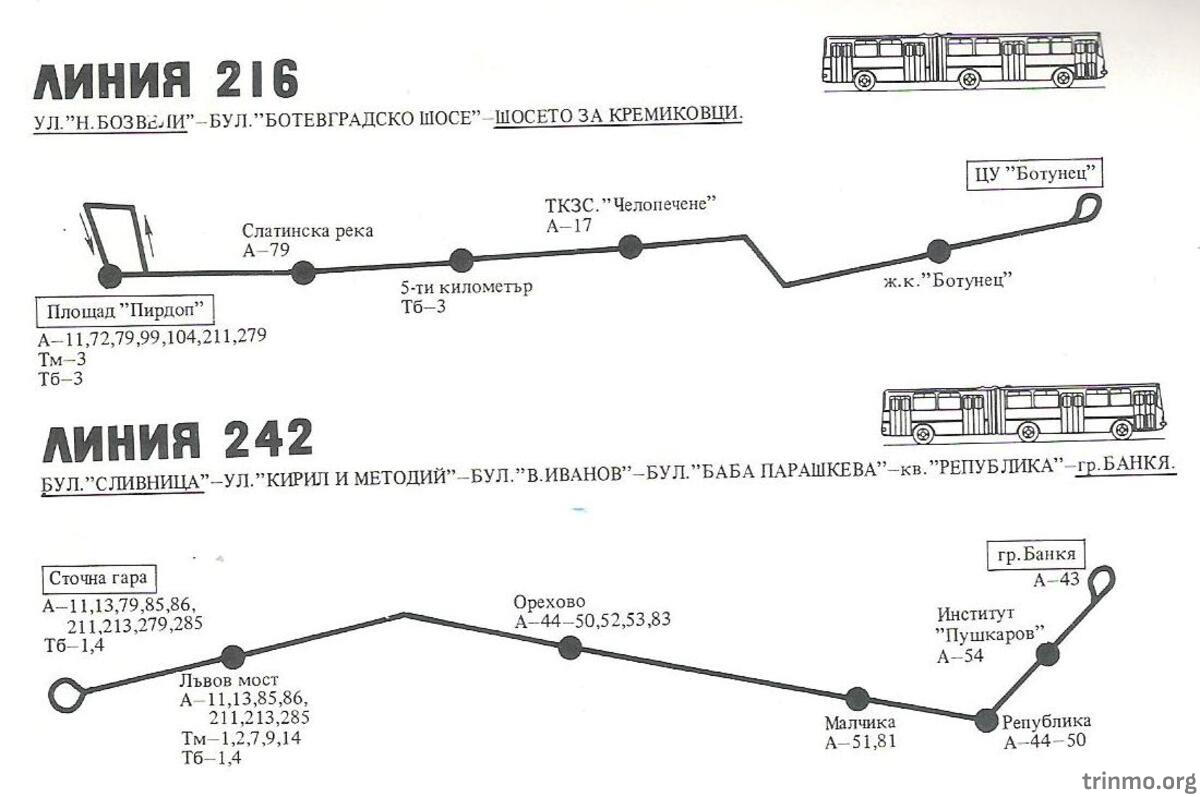 ЛИНИЯ 216
УЛ."Н.БОЗВЕЛИ"–БУЛ."БОТЕВГРАДСКО ШОСЕ"–ШОСЕТО ЗА КРЕМИКОВЦИ.
ЦУ "Ботунец"
ТКЗС."Челопечене"
А–17
Слатинска река
А–79
5-ти километър
Тб–3
ж.к."Ботунец"
Площад "Пирдоп"
А–11,72,79,99,104,211,279
Тм–3
Тб–3
ЛИНИЯ 242
БУЛ."СЛИВНИЦА"–УЛ."КИРИЛ И МЕТОДИЙ"–БУЛ."В.ИВАНОВ"–БУЛ."БАБА ПАРАШКЕВА"–кв."РЕПУБЛИКА"–гр.БАНКЯ.
Сточна гара
А–11,13,79,85,86,
211,213,279,285
Тб–1,4
Лъвов мост
А–11,13,85,86,
211,213,285
Тм–1,2,7,9,14
Тб–1,4
Орехово
А–44–50,52,53,83
Малчика
А–51,81
Република
А–44–50
Институт
"Пушкаров"
А–54
гр.Банкя
А–43
trinmo.org